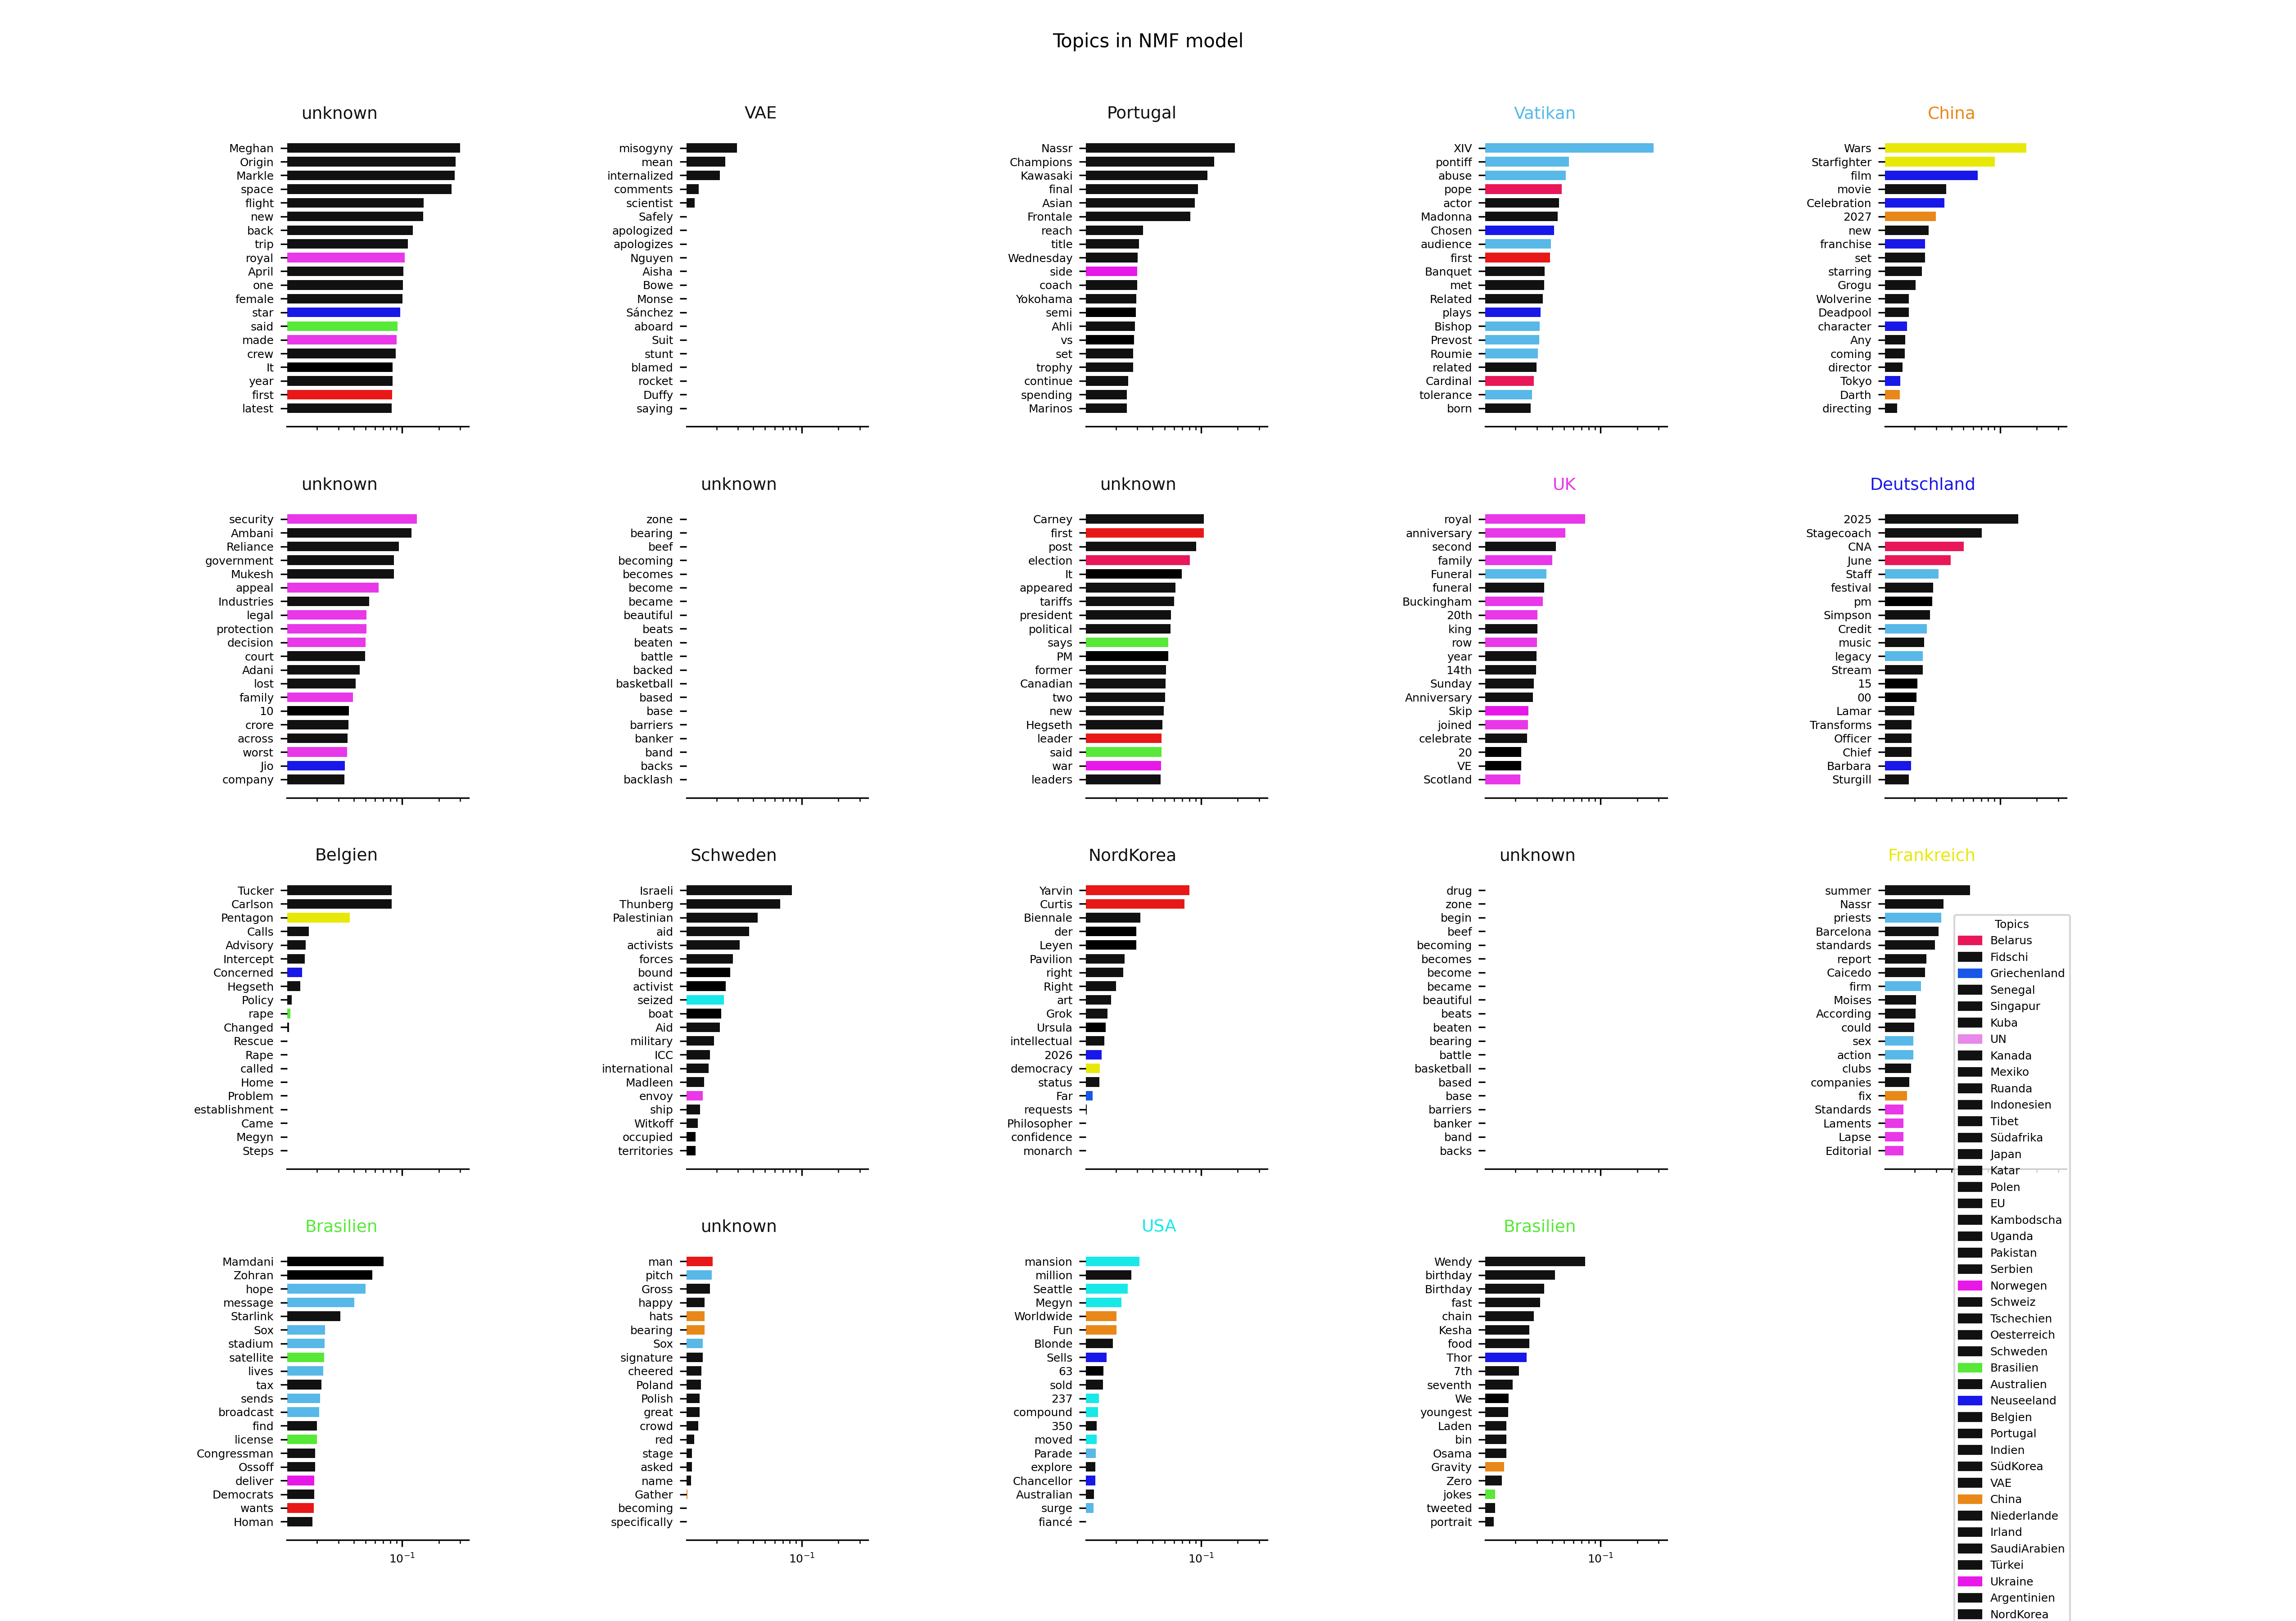 Topics in NMF model
unknown
Meghan
Origin
Markle
space
flight
new
back
trip
royal
April
one
female
star
said
made
crew
It
year
first
latest
VAE
misogyny
mean
internalized
comments
scientist
Safely
apologized
apologizes
Nguyen
Aisha
Bowe
Monse
Sánchez
aboard
Suit
stunt
blamed
rocket
Duffy
saying
Portugal
Nassr
Champions
Kawasaki
final
Asian
Frontale
reach
title
Wednesday
side
coach
Yokohama
semi
Ahli
vs
set
trophy
continue
spending
Marinos
Vatikan
XIV
pontiff
abuse
pope
actor
Madonna
Chosen
audience
first
Banquet
met
Related
plays
Bishop
Prevost
Roumie
related
Cardinal
tolerance
born
China
Wars
Starfighter
film
movie
Celebration
2027
new
franchise
set
starring
Grogu
Wolverine
Deadpool
character
Any
coming
director
Tokyo
Darth
directing
unknown
security
Ambani
Reliance
government
Mukesh
appeal
Industries
legal
protection
decision
court
Adani
lost
family
10
crore
across
worst
Jio
company
unknown
zone
bearing
beef
becoming
becomes
become
became
beautiful
beats
beaten
battle
backed
basketball
based
base
barriers
banker
band
backs
backlash
unknown
Carney
first
post
election
It
appeared
tariffs
president
political
says
PM
former
Canadian
two
new
Hegseth
leader
said
war
leaders
UK
royal
anniversary
second
family
Funeral
funeral
Buckingham
20th
king
row
year
14th
Sunday
Anniversary
Skip
joined
celebrate
20
VE
Scotland
Deutschland
2025
Stagecoach
CNA
June
Staff
festival
pm
Simpson
Credit
music
legacy
Stream
15
00
Lamar
Transforms
Officer
Chief
Barbara
Sturgill
Belgien
Tucker
Carlson
Pentagon
Calls
Advisory
Intercept
Concerned
Hegseth
Policy
rape
Changed
Rescue
Rape
called
Home
Problem
establishment
Came
Megyn
Steps
Schweden
Israeli
Thunberg
Palestinian
aid
activists
forces
bound
activist
seized
boat
Aid
military
ICC
international
Madleen
envoy
ship
Witkoff
occupied
territories
NordKorea
Yarvin
Curtis
Biennale
der
Leyen
Pavilion
right
Right
art
Grok
Ursula
intellectual
2026
democracy
status
Far
requests
Philosopher
confidence
monarch
unknown
drug
zone
begin
beef
becoming
becomes
become
became
beautiful
beats
beaten
bearing
battle
basketball
based
base
barriers
banker
band
backs
Frankreich
summer
Nassr
priests
Barcelona
standards
report
Caicedo
firm
Moises
According
could
sex
action
clubs
companies
fix
Standards
Laments
Lapse
Editorial
Brasilien
Mamdani
Zohran
hope
message
Starlink
Sox
stadium
satellite
lives
tax
sends
broadcast
find
license
Congressman
Ossoff
deliver
Democrats
wants
Homan
10⁻¹
unknown
man
pitch
Gross
happy
hats
bearing
Sox
signature
cheered
Poland
Polish
great
crowd
red
stage
asked
name
Gather
becoming
specifically
10⁻¹
USA
mansion
million
Seattle
Megyn
Worldwide
Fun
Blonde
Sells
63
sold
237
compound
350
moved
Parade
explore
Chancellor
Australian
surge
fiancé
10⁻¹
Brasilien
Wendy
birthday
Birthday
fast
chain
Kesha
food
Thor
7th
seventh
We
youngest
Laden
bin
Osama
Gravity
Zero
jokes
tweeted
portrait
10⁻¹
Topics
Belarus
Fidschi
Griechenland
Senegal
Singapur
Kuba
UN
Kanada
Mexiko
Ruanda
Indonesien
Tibet
Südafrika
Japan
Katar
Polen
EU
Kambodscha
Uganda
Pakistan
Serbien
Norwegen
Schweiz
Tschechien
Oesterreich
Schweden
Brasilien
Australien
Neuseeland
Belgien
Portugal
Indien
SüdKorea
VAE
China
Niederlande
Irland
SaudiArabien
Türkei
Ukraine
Argentinien
NordKorea